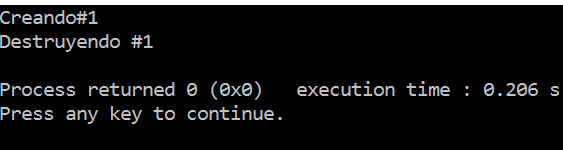 Creando#1
Destruyendo #1
Process returned 0 (0x0)   execution time : 0.206 s
Press any key to continue.